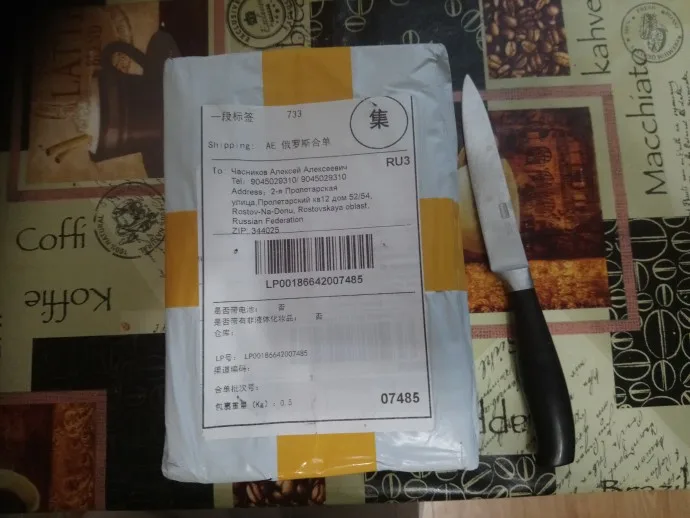 一段标签 733
集
Shipping: AE 俄罗斯合单
RU3
To: Часников Алексей Алексеевич
Tel: 9045029310/ 9045029310
Address: 2-я Пролетарская
улица,Пролетарский кв12 дом 52/54,
Rostov-Na-Donu, Rostovskaya oblast,
Russian Federation
ZIP: 344025
LP00186642007485
是否带电池: 否
是否带有非液体化妆品: 否
仓库:
LP号: LP00186642007485
渠道编码:
合单批次号:
包裹重量 (Kg): 0.5
07485
Coffi
Koffie
kahve
Macchiato